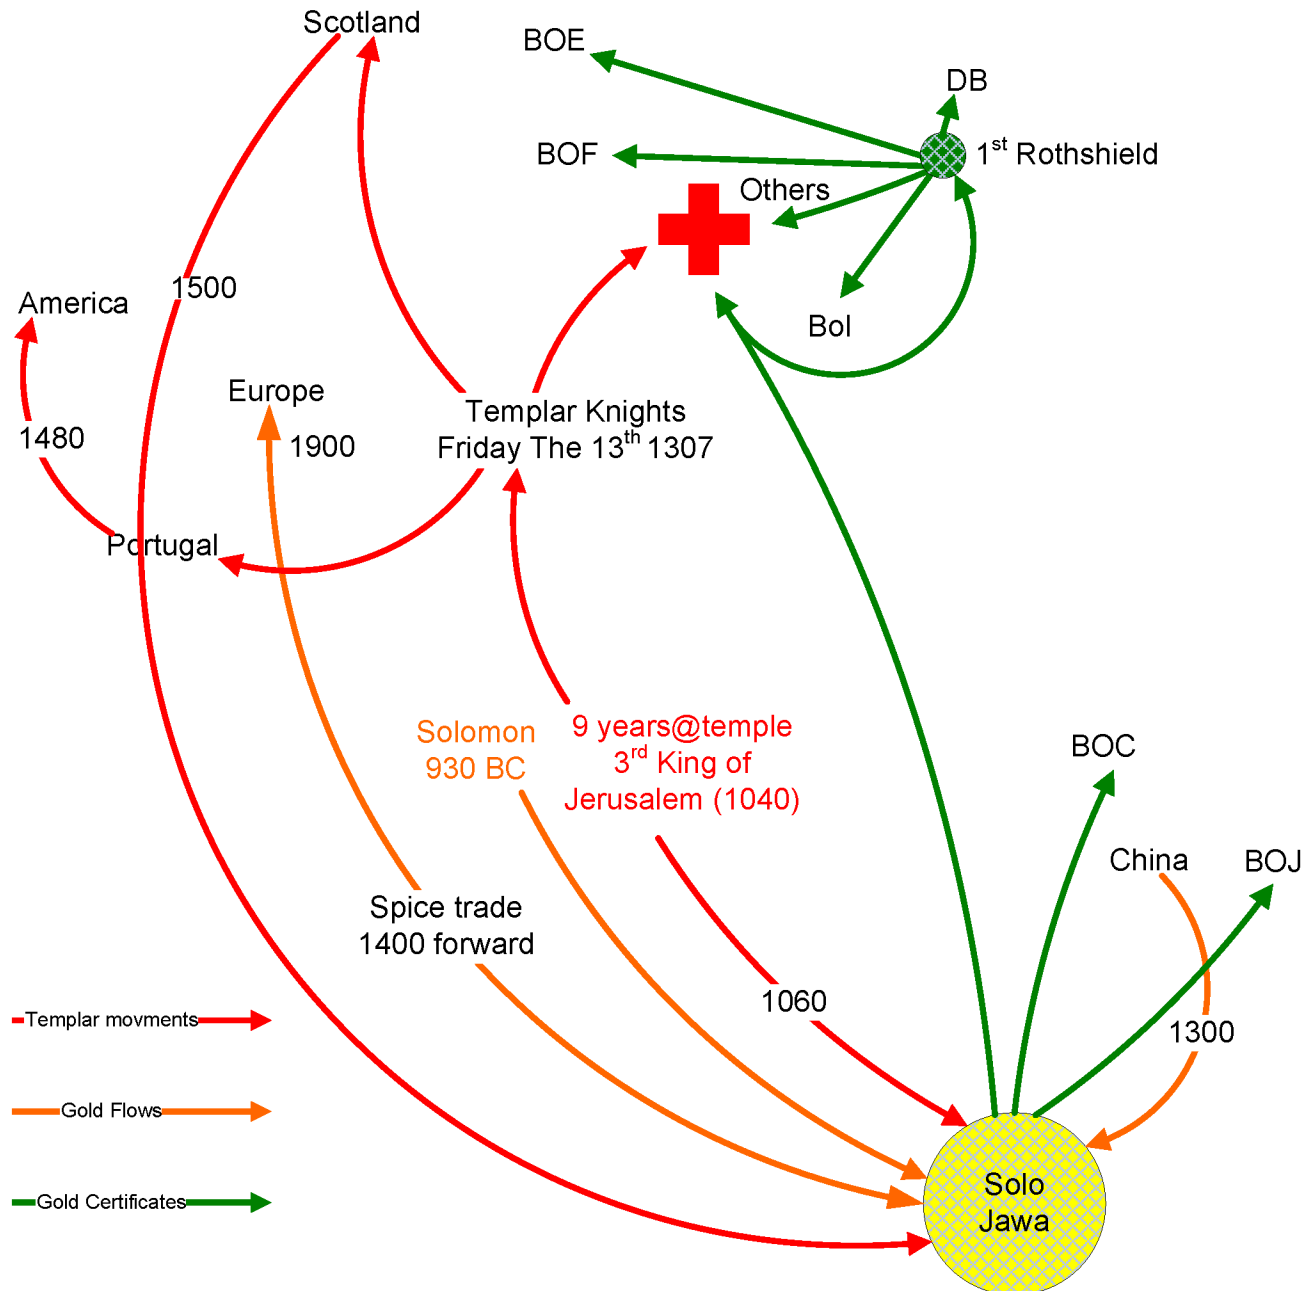 Scotland
BOE
DB
BOF
1st Rothshield
Others
1500
America
BoI
Europe
1480
1900
Templar Knights
Friday The 13th 1307
Portugal
Solomon
930 BC
9 years@temple
3rd King of
Jerusalem (1040)
BOC
China
BOJ
Spice trade
1400 forward
1060
1300
Templar movments
Gold Flows
Gold Certificates
Solo
Jawa